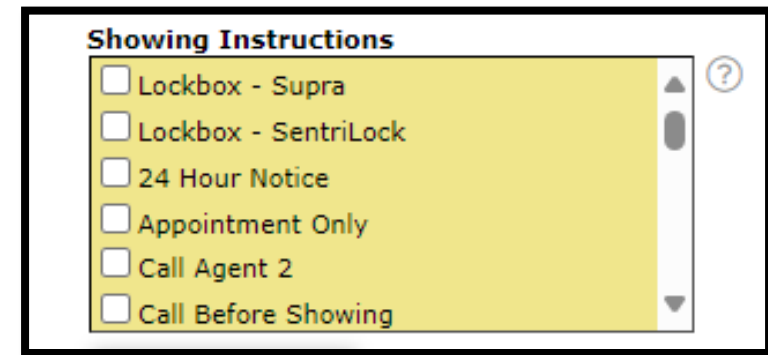 Showing Instructions
Lockbox - Supra
Lockbox - SentriLock
24 Hour Notice
Appointment Only
Call Agent 2
Call Before Showing
?